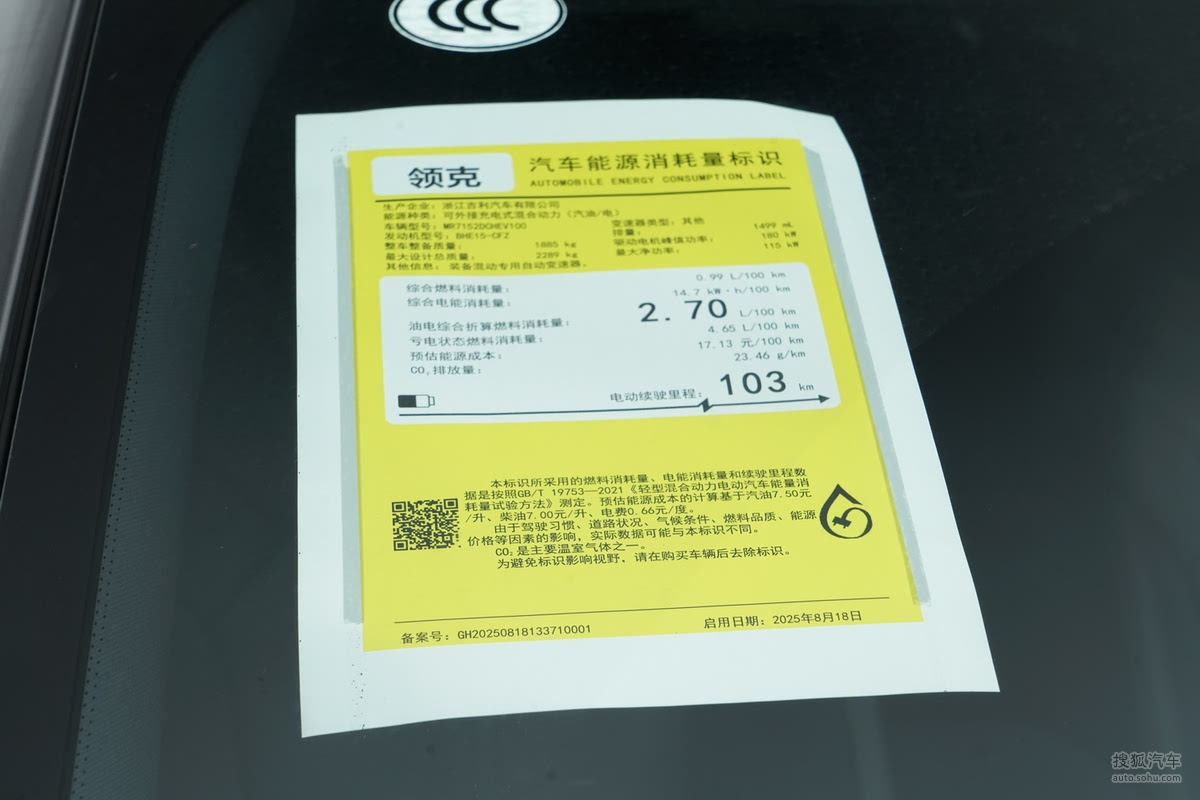 领克
汽车能源消耗量标识
AUTOMOBILE ENERGY CONSUMPTION LABEL
生产企业：浙江吉利汽车有限公司
能源种类：可外接充电式混合动力（汽油/电）
车辆型号：MR7152DCHEV100
变速器类型：其他
发动机型号：BHE15-CFZ
排量：1499 mL
整车整备质量：1885 kg
驱动电机峰值功率：180 kW
最大设计总质量：2289 kg
最大净功率：115 kW
其他信息：装备混动专用自动变速器。
综合燃料消耗量：0.99 L/100 km
综合电能消耗量：14.7 kW·h/100 km
油电综合折算燃料消耗量：2.70 L/100 km
亏电状态燃料消耗量：4.65 L/100 km
预估能源成本：17.13 元/100 km
CO₂排放量：23.46 g/km
电动续驶里程：103 km
本标识所采用的燃料消耗量、电能消耗量和续驶里程数
据是按照GB/T 19753—2021《轻型混合动力电动汽车能量消
耗量试验方法》测定。预估能源成本的计算基于汽油7.50元
/升、柴油7.00元/升、电费0.66元/度。
由于驾驶习惯、道路状况、气候条件、燃料品质、能源
价格等因素的影响，实际数据可能与本标识不同。
CO₂是主要温室气体之一。
为避免标识影响视野，请在购买车辆后去除标识。
备案号：GH20250818133710001
启用日期：2025年8月18日
搜狐汽车
auto.sohu.com